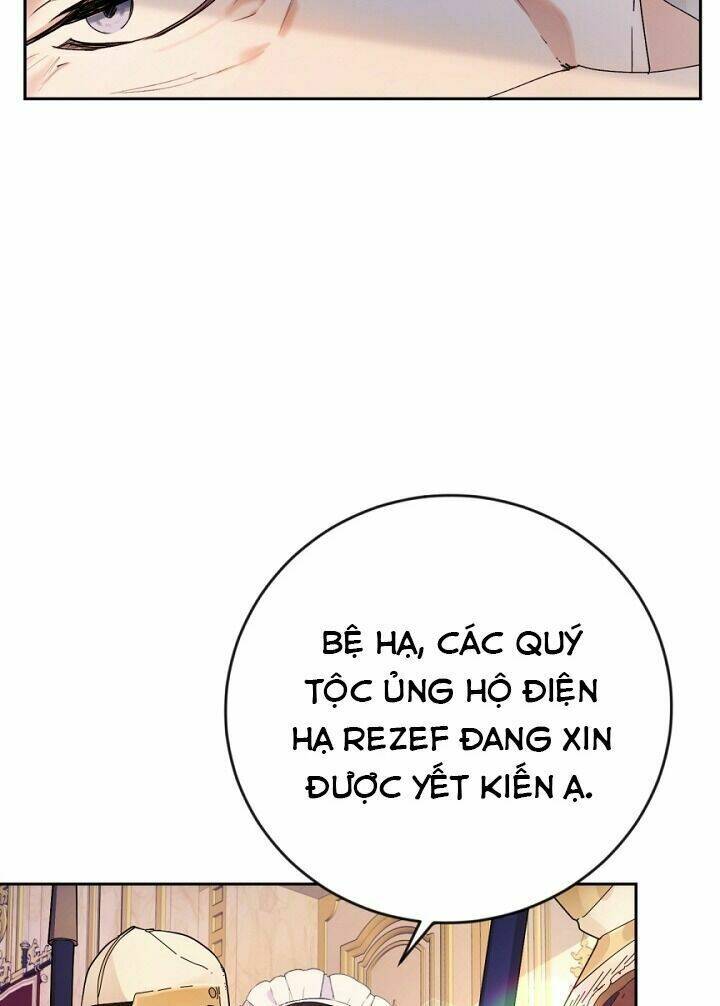 BỆ HẠ, CÁC QUÝ
TỘC ỦNG HỘ ĐIỆN
HẠ REZEF ĐANG XIN
ĐƯỢC YẾT KIẾN Ạ.